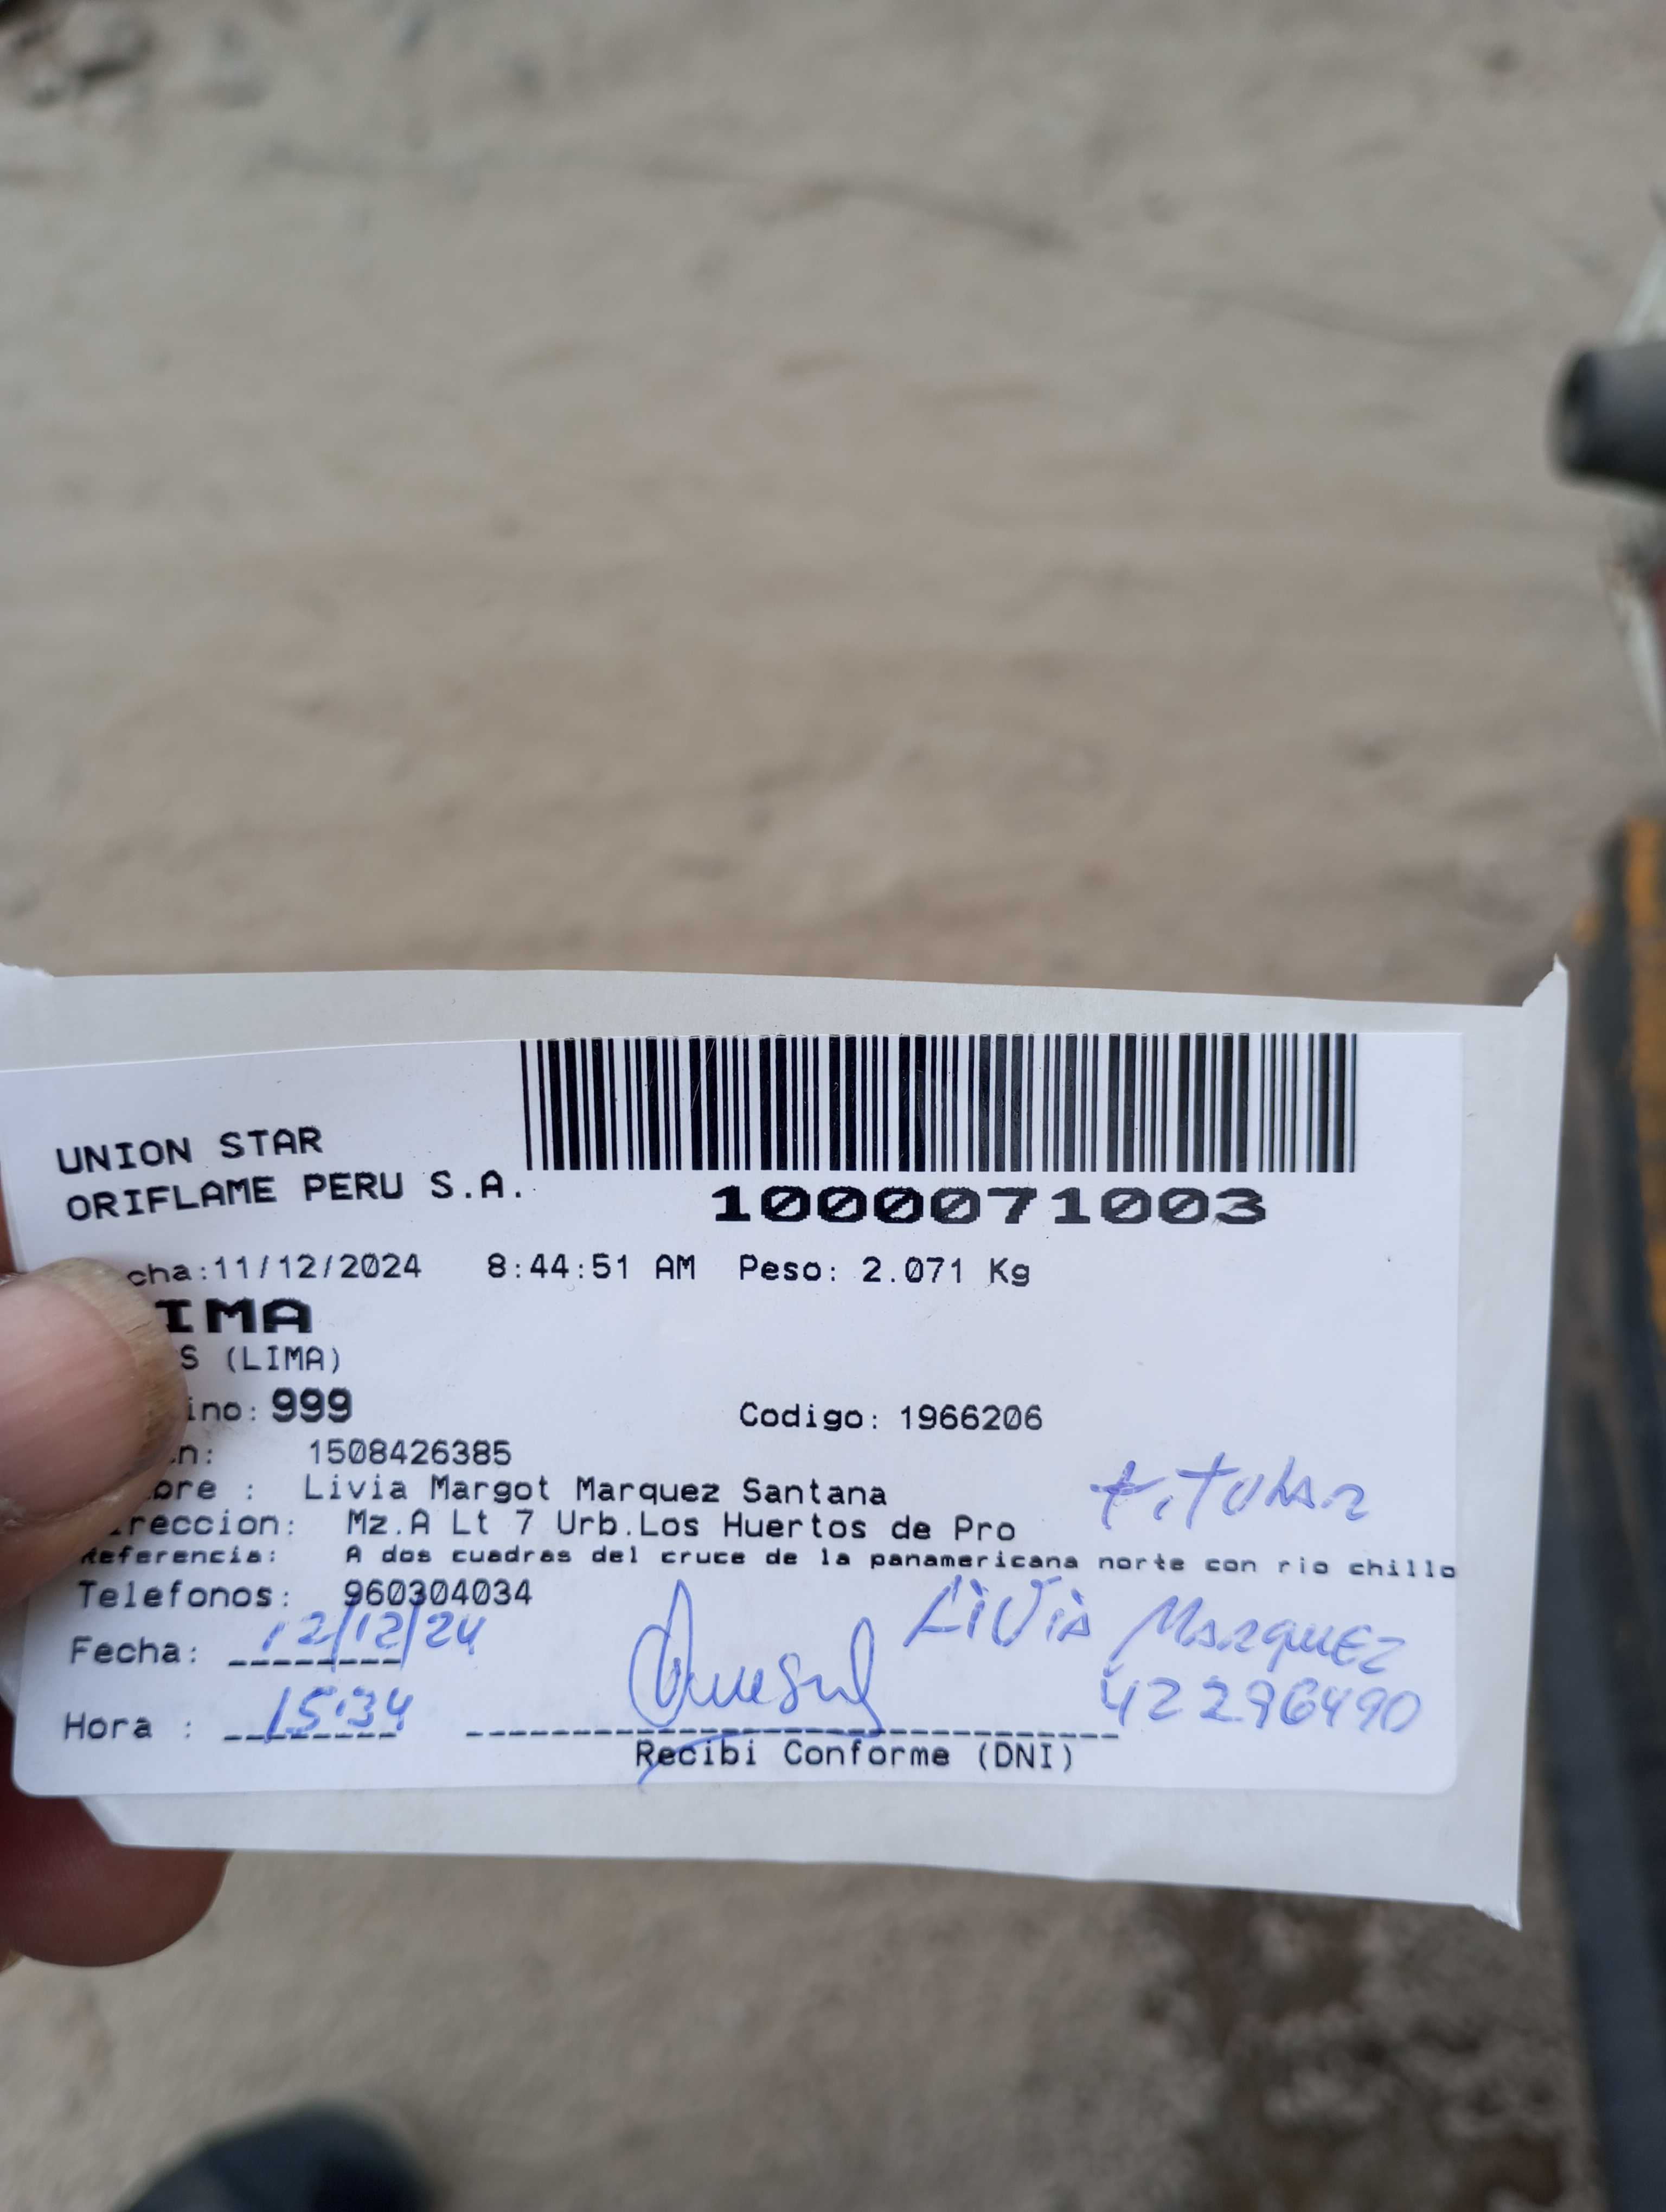 UNION STAR
ORIFLAME PERU S.A.
1000071003
cha:11/12/2024 8:44:51 AM Peso: 2.071 Kg
IMA
S (LIMA)
ino: 999 Codigo: 1966206
n: 1508426385
bre : Livia Margot Marquez Santana
titular
reccion: Mz.A Lt 7 Urb.Los Huertos de Pro
Referencia: A dos cuadras del cruce de la panamericana norte con rio chillo
Telefonos: 960304034
Fecha: 12/12/24
Livia Marquez
42296490
Hora : 15:34
Recibi Conforme (DNI)